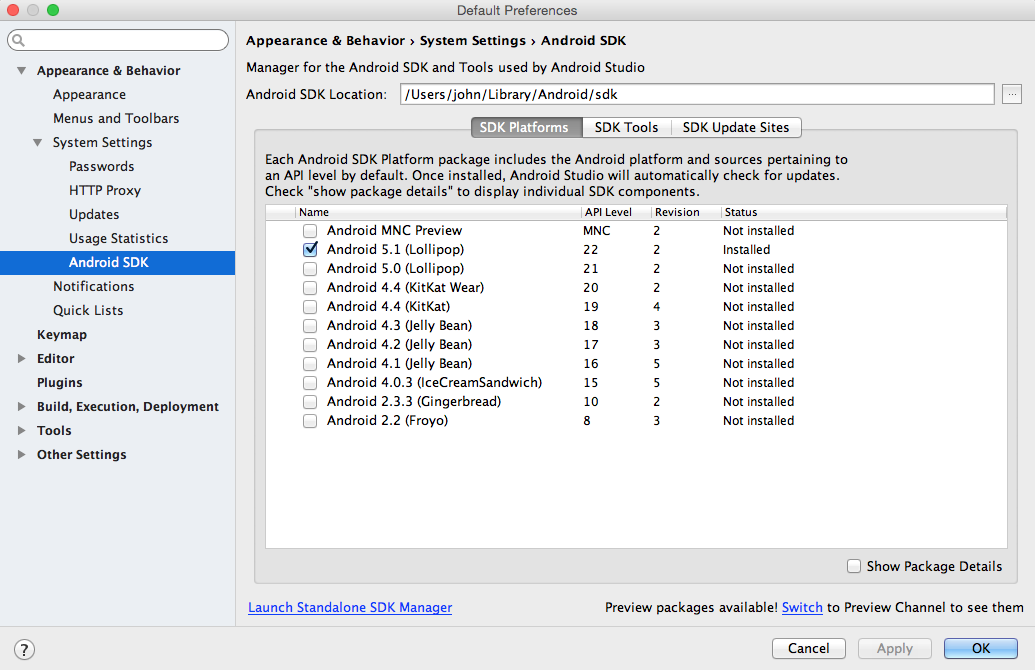 Default Preferences
Appearance & Behavior
Appearance
Menus and Toolbars
System Settings
Passwords
HTTP Proxy
Updates
Usage Statistics
Android SDK
Notifications
Quick Lists
Keymap
Editor
Plugins
Build, Execution, Deployment
Tools
Other Settings
Appearance & Behavior › System Settings › Android SDK
Manager for the Android SDK and Tools used by Android Studio
Android SDK Location: /Users/john/Library/Android/sdk ...
SDK Platforms SDK Tools SDK Update Sites
Each Android SDK Platform package includes the Android platform and sources pertaining to
an API level by default. Once installed, Android Studio will automatically check for updates.
Check "show package details" to display individual SDK components.
Name API Level Revision Status
Android MNC Preview MNC 2 Not installed
Android 5.1 (Lollipop) 22 2 Installed
Android 5.0 (Lollipop) 21 2 Not installed
Android 4.4 (KitKat Wear) 20 2 Not installed
Android 4.4 (KitKat) 19 4 Not installed
Android 4.3 (Jelly Bean) 18 3 Not installed
Android 4.2 (Jelly Bean) 17 3 Not installed
Android 4.1 (Jelly Bean) 16 5 Not installed
Android 4.0.3 (IceCreamSandwich) 15 5 Not installed
Android 2.3.3 (Gingerbread) 10 2 Not installed
Android 2.2 (Froyo) 8 3 Not installed
Show Package Details
Launch Standalone SDK Manager Preview packages available! Switch to Preview Channel to see them
? Cancel Apply OK